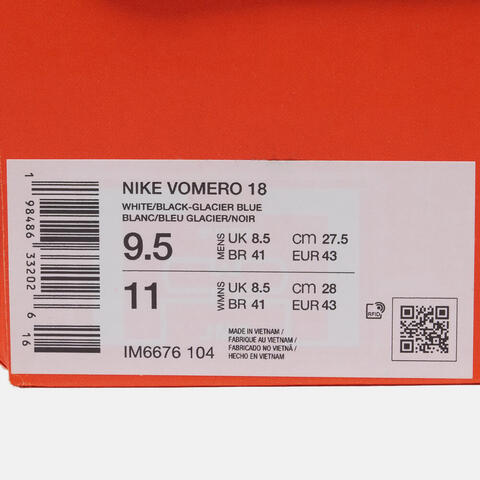 NIKE VOMERO 18
WHITE/BLACK-GLACIER BLUE
BLANC/BLEU GLACIER/NOIR
9.5 MENS UK 8.5 CM 27.5
BR 41 EUR 43
11 WMNS UK 8.5 CM 28
BR 41 EUR 43
IM6676 104
MADE IN VIETNAM /
FABRIQUÉ AU VIETNAM /
FABRICADO NO VIETNÃ /
HECHO EN VIETNAM
RFID
1 98486 33202 6 16